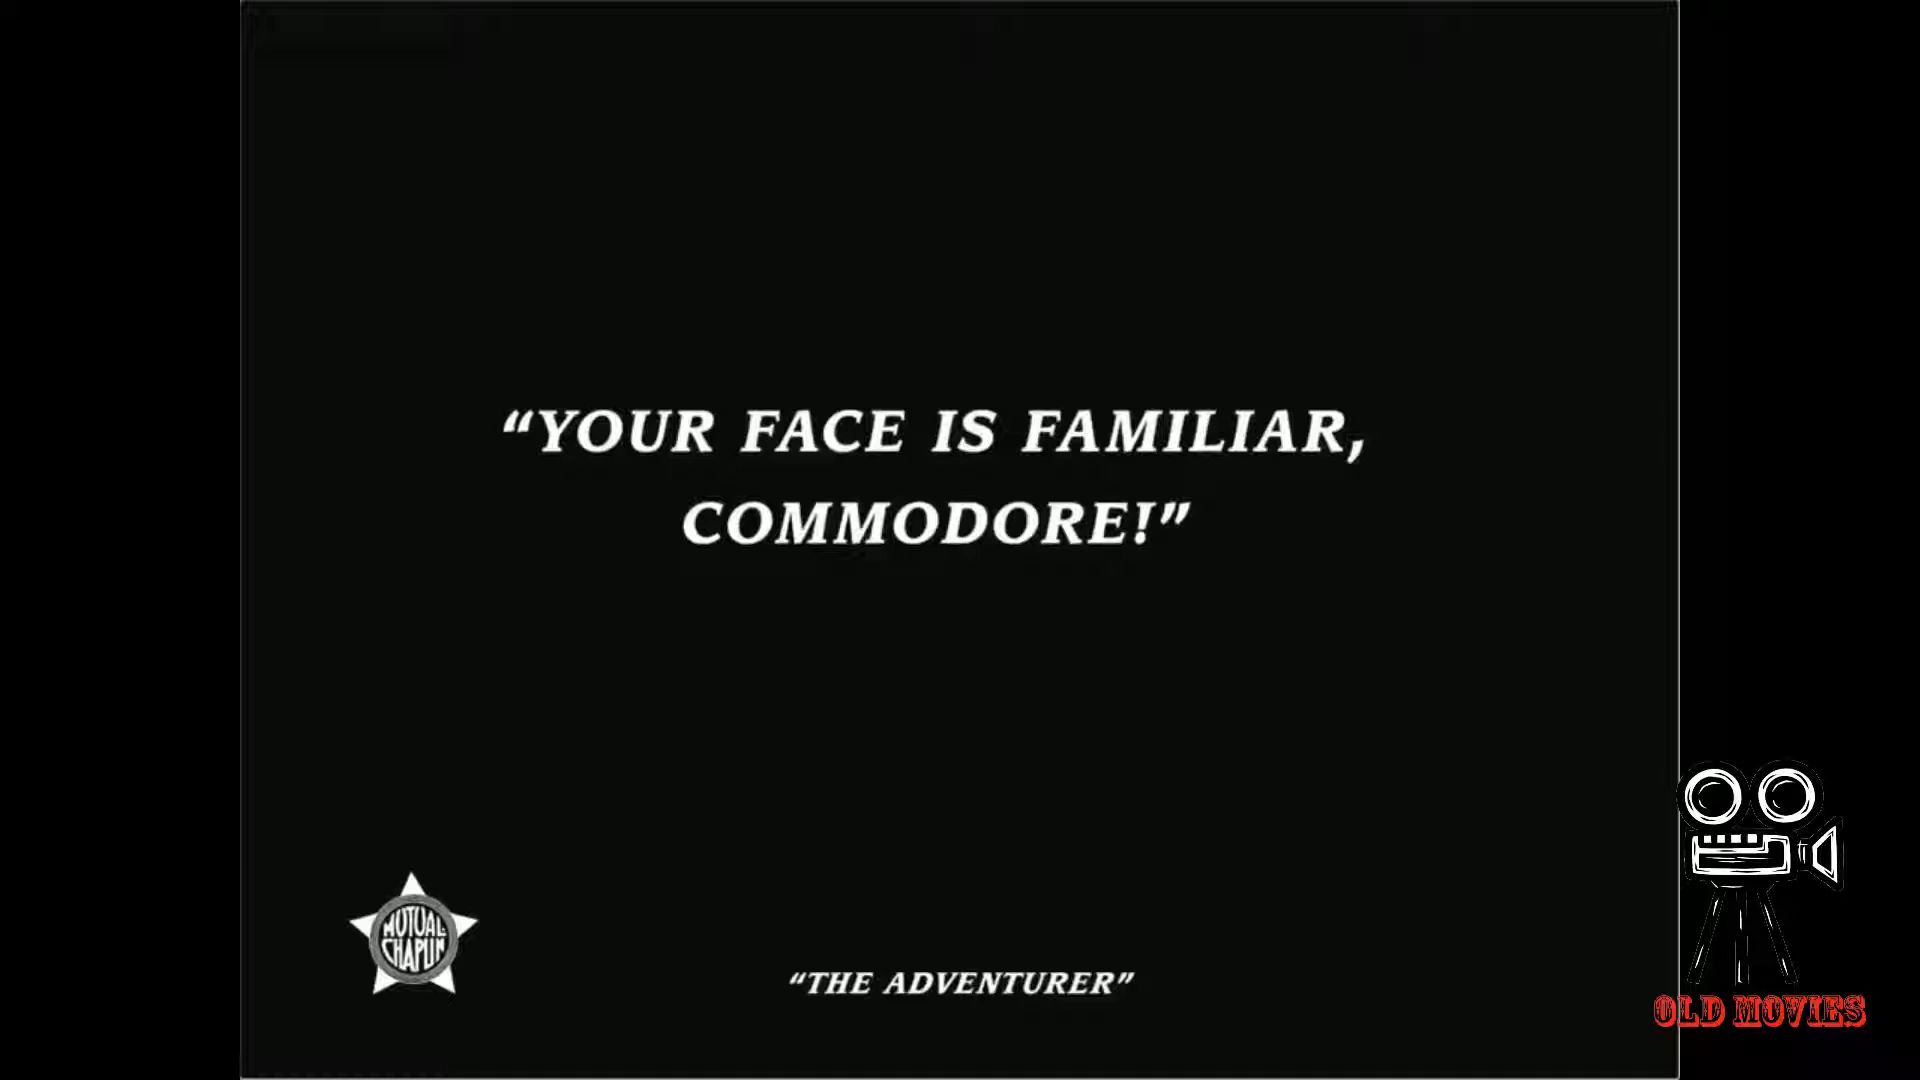 “YOUR FACE IS FAMILIAR,
COMMODORE!”
MUTUAL-
CHAPLIN
“THE ADVENTURER”
OLD MOVIES